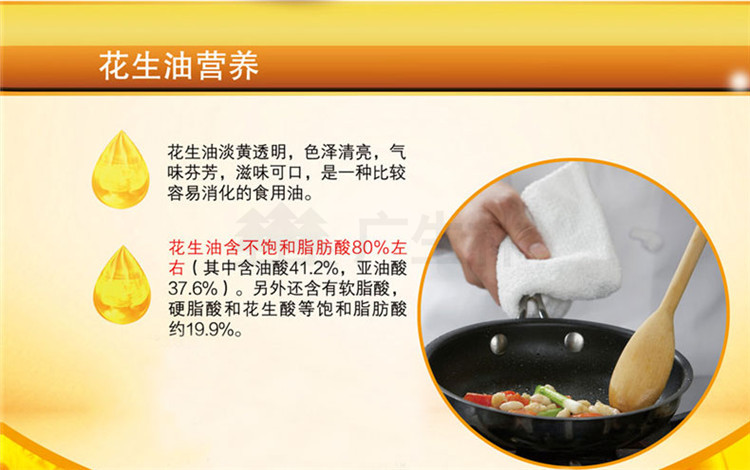 花生油营养
花生油淡黄透明，色泽清亮，气
味芬芳，滋味可口，是一种比较
容易消化的食用油。
花生油含不饱和脂肪酸80%左
右（其中含油酸41.2%，亚油酸
37.6%）。另外还含有软脂酸，
硬脂酸和花生酸等饱和脂肪酸
约19.9%。